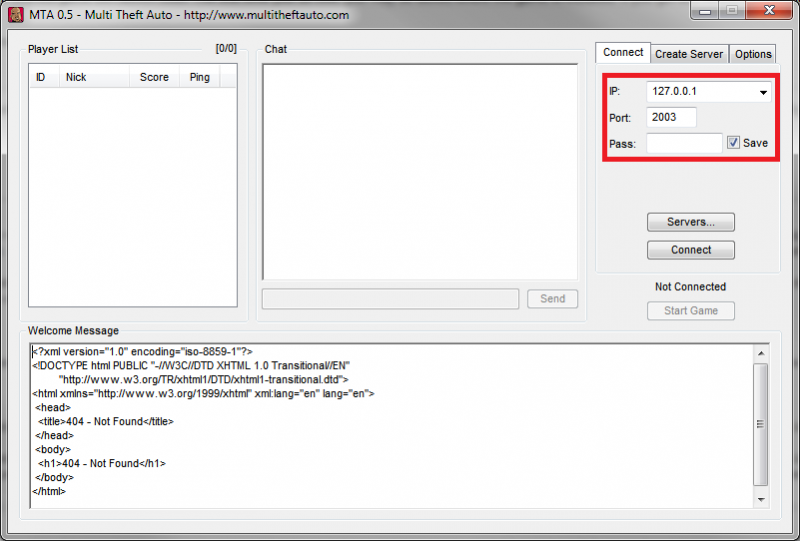 MTA 0.5 - Multi Theft Auto - http://www.multitheftauto.com
Player List [0/0]
ID Nick Score Ping
Chat
Send
Connect Create Server Options
IP: 127.0.0.1
Port: 2003
Pass: Save
Servers...
Connect
Not Connected
Start Game
Welcome Message
<?xml version="1.0" encoding="iso-8859-1"?>
<!DOCTYPE html PUBLIC "-//W3C//DTD XHTML 1.0 Transitional//EN"
"http://www.w3.org/TR/xhtml1/DTD/xhtml1-transitional.dtd">
<html xmlns="http://www.w3.org/1999/xhtml" xml:lang="en" lang="en">
<head>
<title>404 - Not Found</title>
</head>
<body>
<h1>404 - Not Found</h1>
</body>
</html>